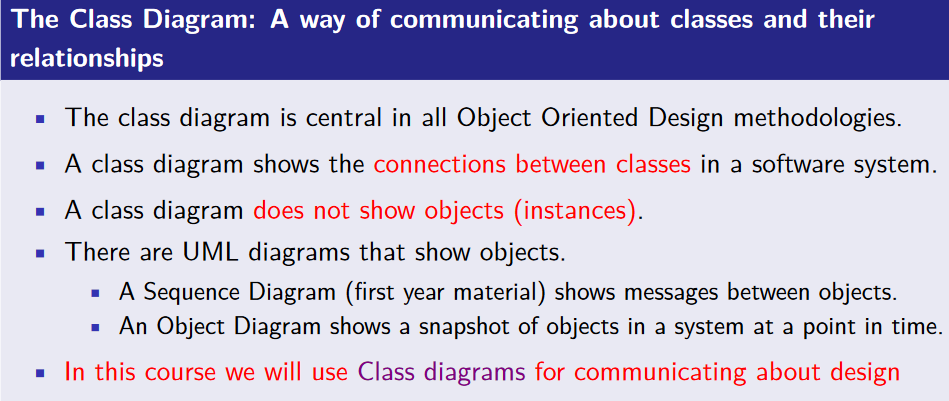 The Class Diagram: A way of communicating about classes and their
relationships
The class diagram is central in all Object Oriented Design methodologies.
A class diagram shows the connections between classes in a software system.
A class diagram does not show objects (instances).
There are UML diagrams that show objects.
A Sequence Diagram (first year material) shows messages between objects.
An Object Diagram shows a snapshot of objects in a system at a point in time.
In this course we will use Class diagrams for communicating about design